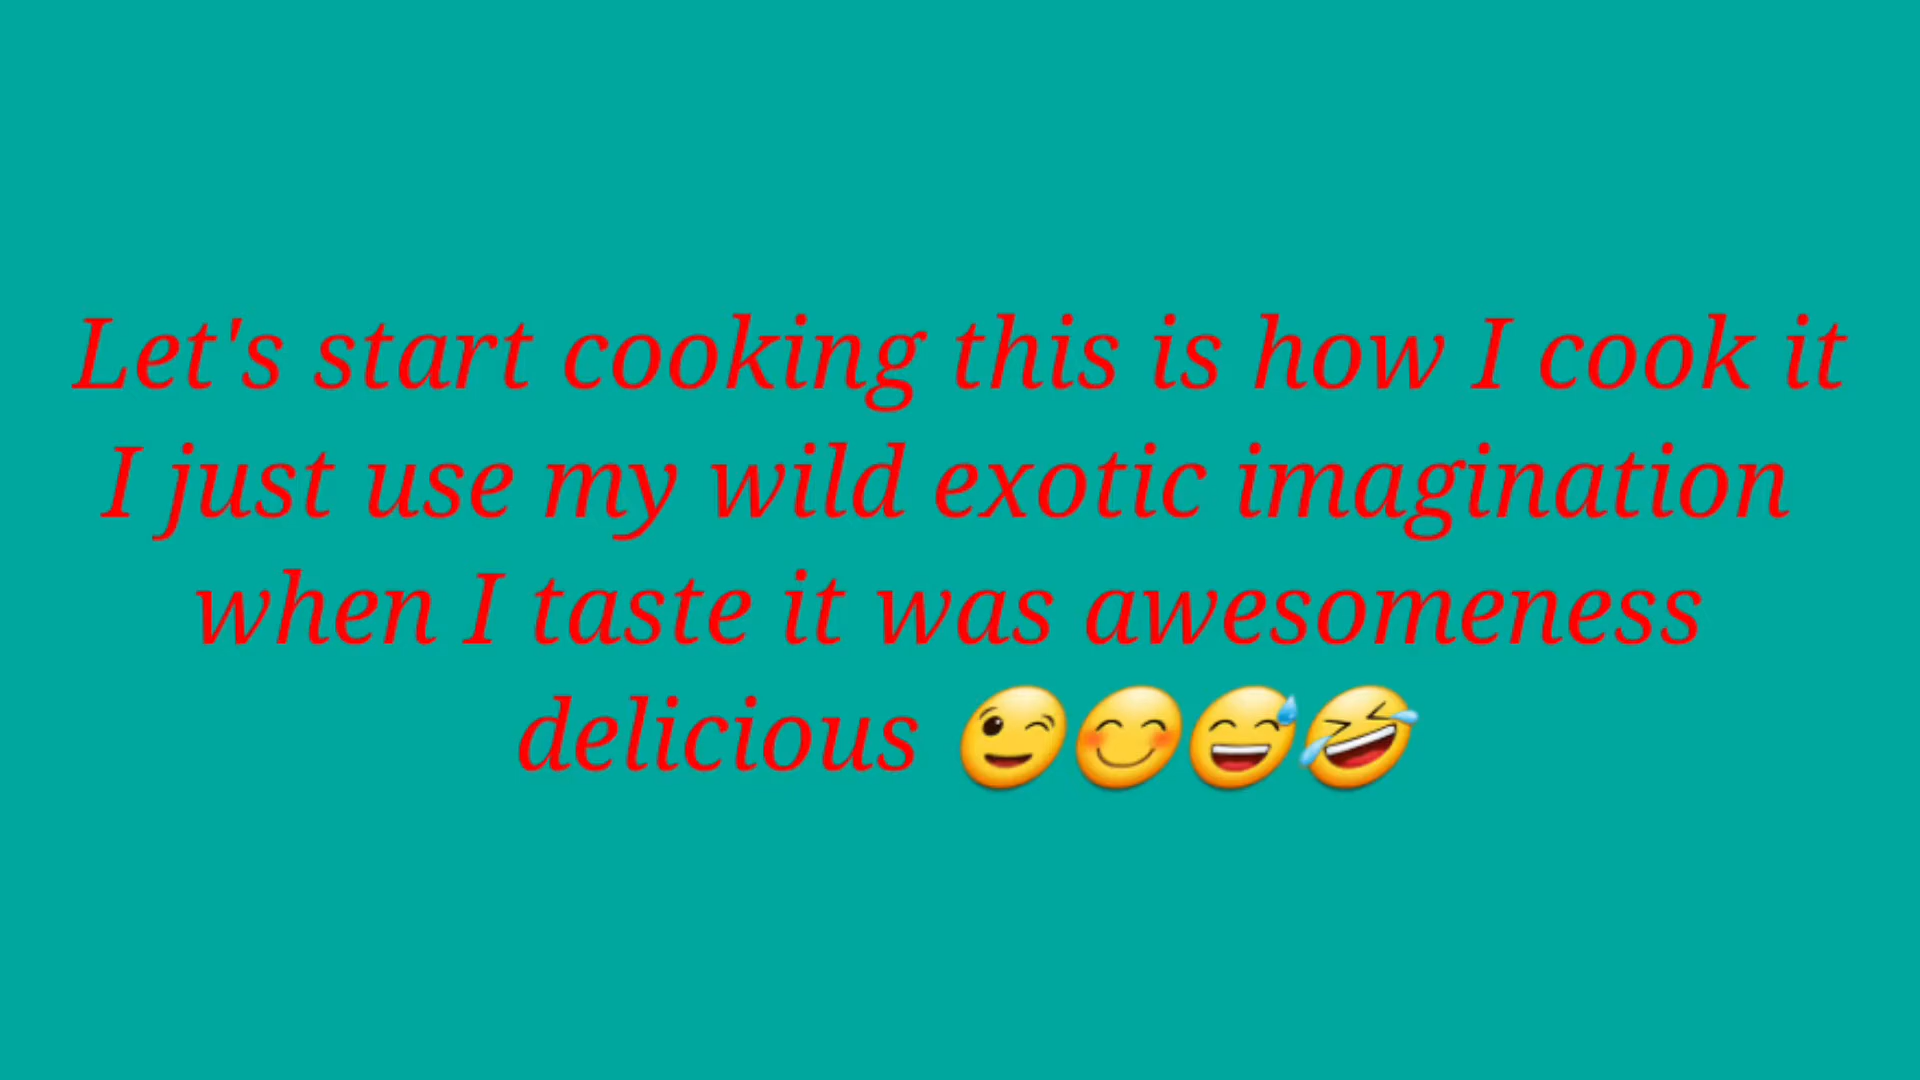 Let's start cooking this is how I cook it
I just use my wild exotic imagination
when I taste it was awesomeness
delicious 😉😊😅🤣